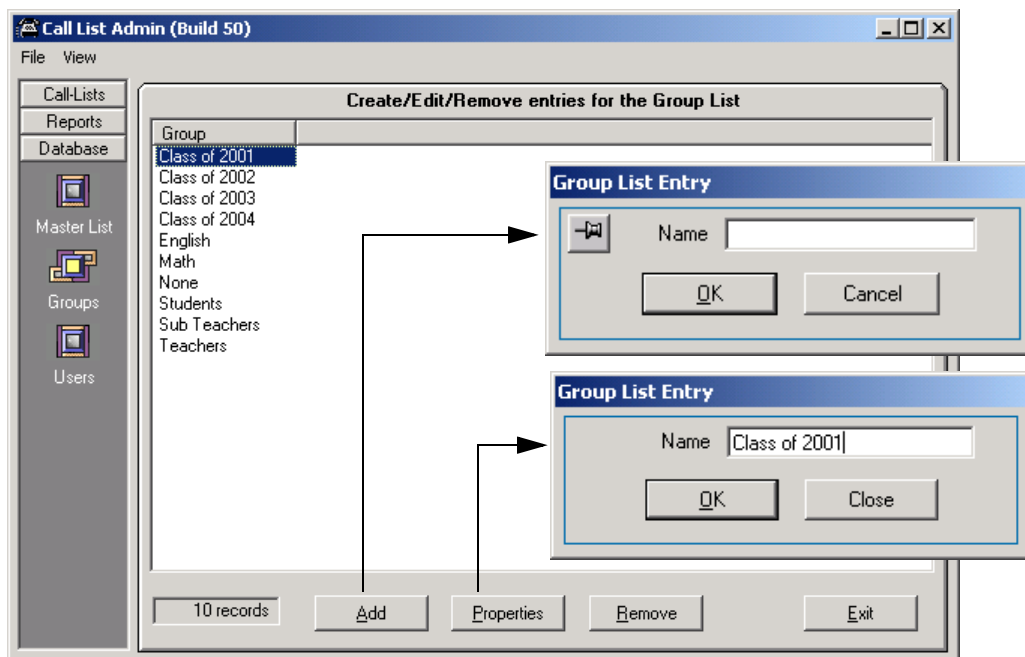 Call List Admin (Build 50)
File View
Call-Lists
Reports
Database
Master List
Groups
Users
Create/Edit/Remove entries for the Group List
Group
Class of 2001
Class of 2002
Class of 2003
Class of 2004
English
Math
None
Students
Sub Teachers
Teachers
Group List Entry
Name
OK Cancel
Group List Entry
Name Class of 2001
OK Close
10 records Add Properties Remove Exit